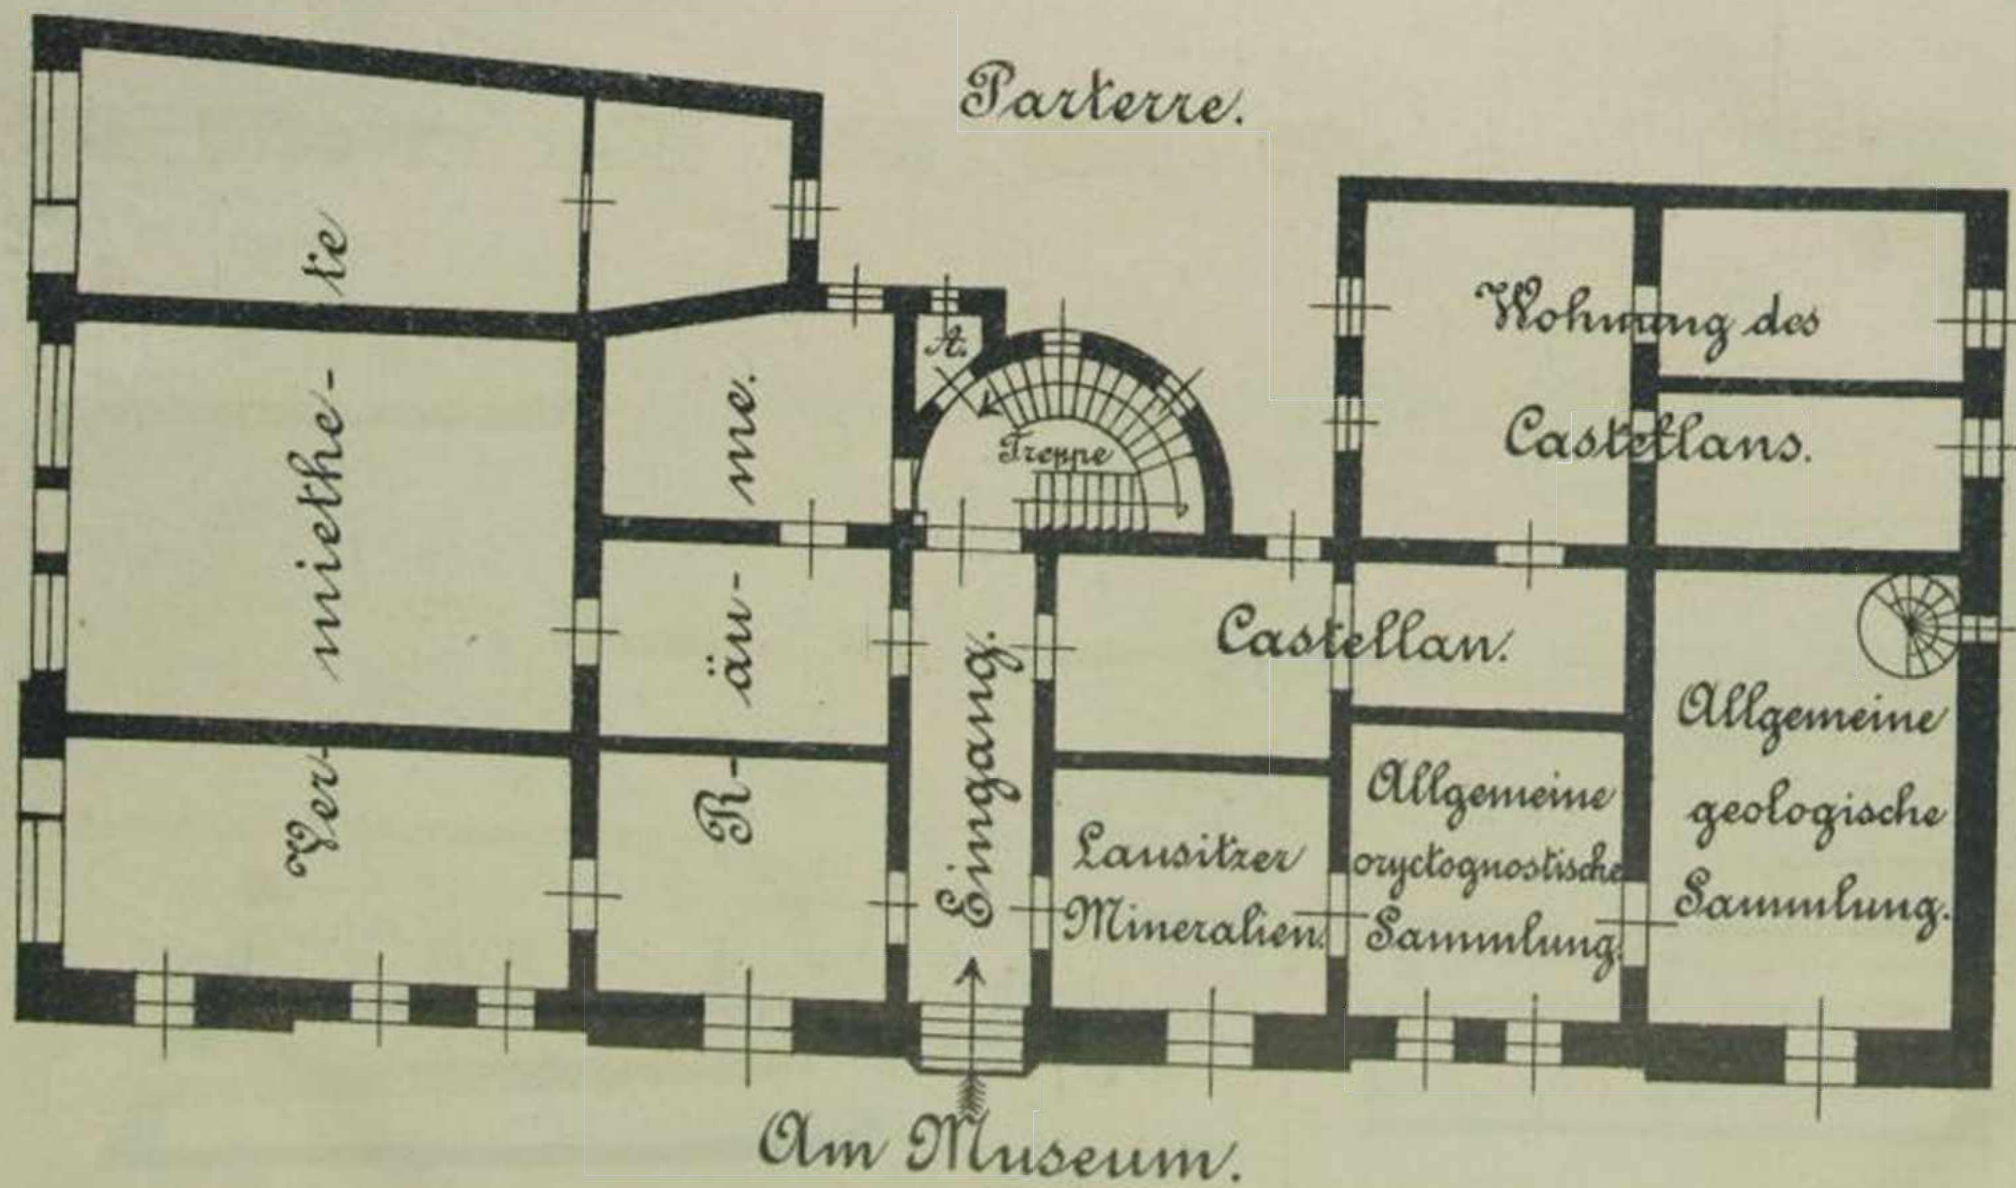 Parterre.
Ver-miethe-te
Räu-me.
A.
Treppe
Eingang.
Wohnung des
Castellans.
Castellan.
Lausitzer
Mineralien.
Allgemeine
oryctognostische
Sammlung.
Allgemeine
geologische
Sammlung.
Am Museum.